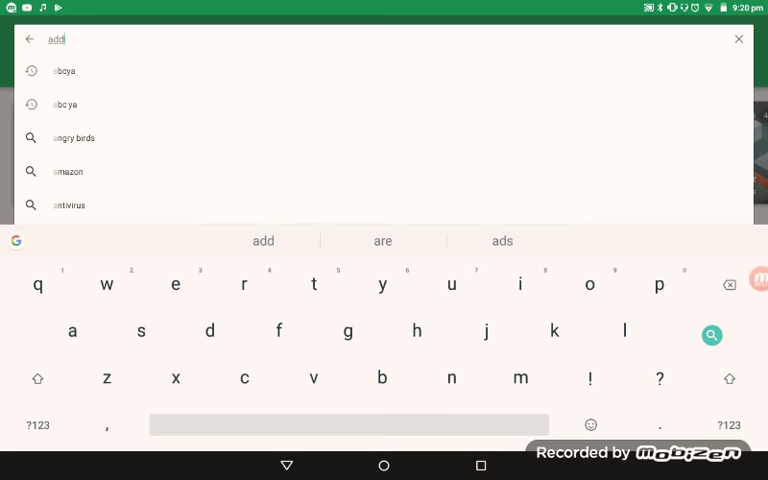 9:20 pm
add
abcya
abc ya
angry birds
amazon
antivirus
add are ads
1 2 3 4 5 6 7 8 9 0
q w e r t y u i o p
a s d f g h j k l
z x c v b n m ! ?
?123 , . ?123
Recorded by mobizen